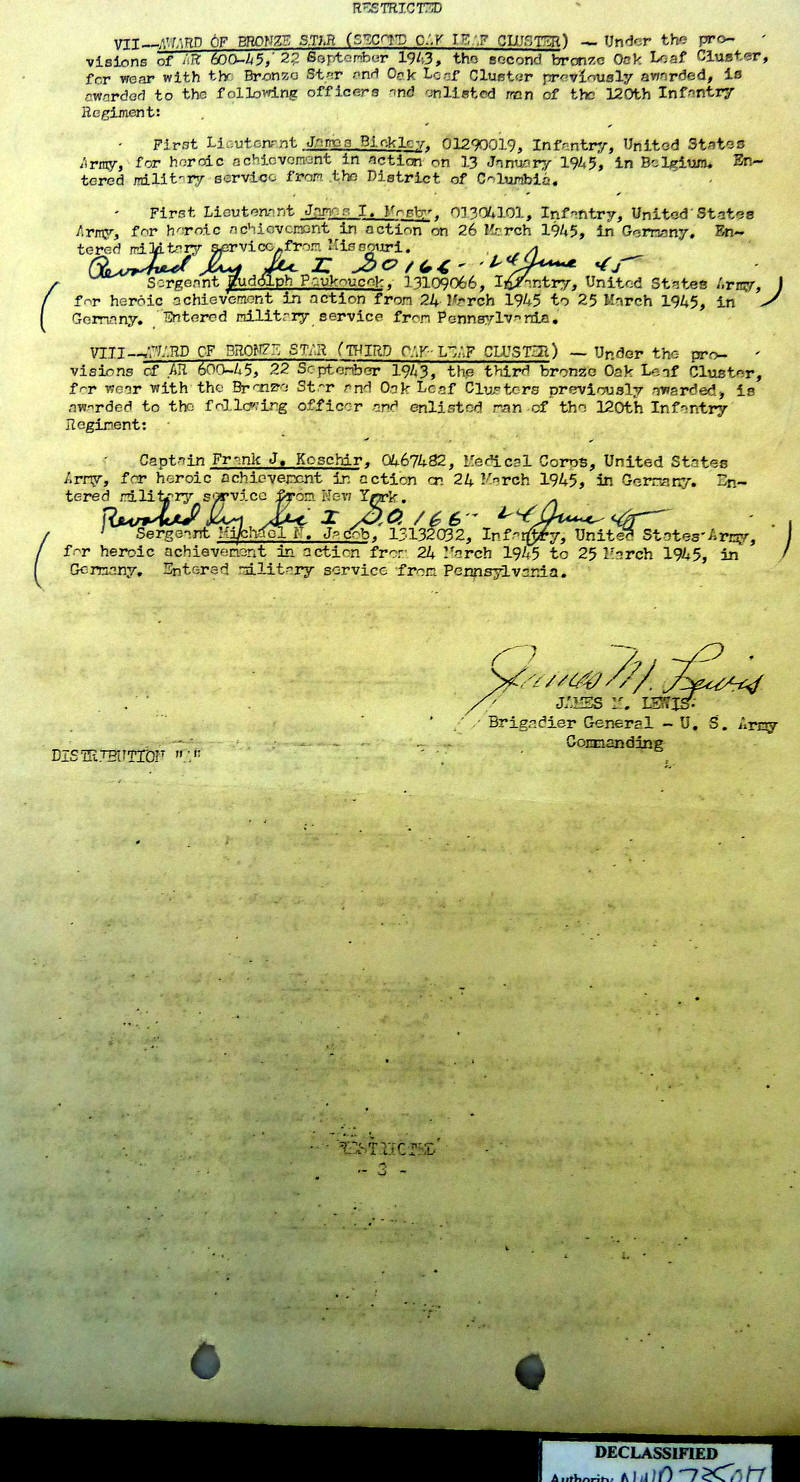 RESTRICTED
VII—AWARD OF BRONZE STAR (SECOND OAK LEAF CLUSTER) — Under the pro-
visions of AR 600-45, 22 September 1943, the second bronze Oak Leaf Cluster,
for wear with the Bronze Star and Oak Leaf Cluster previously awarded, is
awarded to the following officers and enlisted man of the 120th Infantry
Regiment:
First Lieutenant James Bickley, 01290019, Infantry, United States
Army, for heroic achievement in action on 13 January 1945, in Belgium. En-
tered military service from the District of Columbia.
First Lieutenant James I. Mosby, 01304101, Infantry, United States
Army, for heroic achievement in action on 26 March 1945, in Germany. En-
tered military service from Missouri.
Revoked by Sec I GO 166 - 24 June 45
Sergeant Rudolph Paukoucek, 13109066, Infantry, United States Army,
for heroic achievement in action from 24 March 1945 to 25 March 1945, in
Germany. Entered military service from Pennsylvania.
VIII—AWARD OF BRONZE STAR (THIRD OAK LEAF CLUSTER) — Under the pro-
visions of AR 600-45, 22 September 1943, the third bronze Oak Leaf Cluster,
for wear with the Bronze Star and Oak Leaf Clusters previously awarded, is
awarded to the following officer and enlisted man of the 120th Infantry
Regiment:
Captain Frank J. Koschir, 0467482, Medical Corps, United States
Army, for heroic achievement in action on 24 March 1945, in Germany. En-
tered military service from New York.
Revoked by Sec I GO 166 - 24 June 45
Sergeant Michael N. Jacob, 13132032, Infantry, United States Army,
for heroic achievement in action from 24 March 1945 to 25 March 1945, in
Germany. Entered military service from Pennsylvania.
James M. Lewis
JAMES M. LEWIS
Brigadier General - U. S. Army
Commanding
DISTRIBUTION "A"
RESTRICTED
- 3 -
DECLASSIFIED
Authority